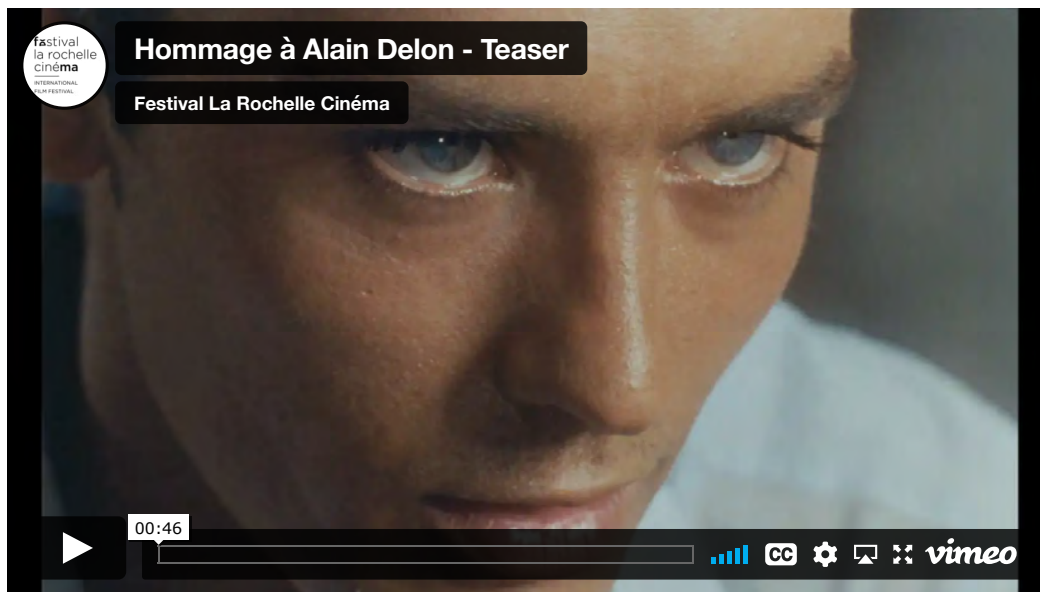 festival
la rochelle
cinéma
INTERNATIONAL
FILM FESTIVAL
Hommage à Alain Delon - Teaser
Festival La Rochelle Cinéma
00:46
CC
vimeo